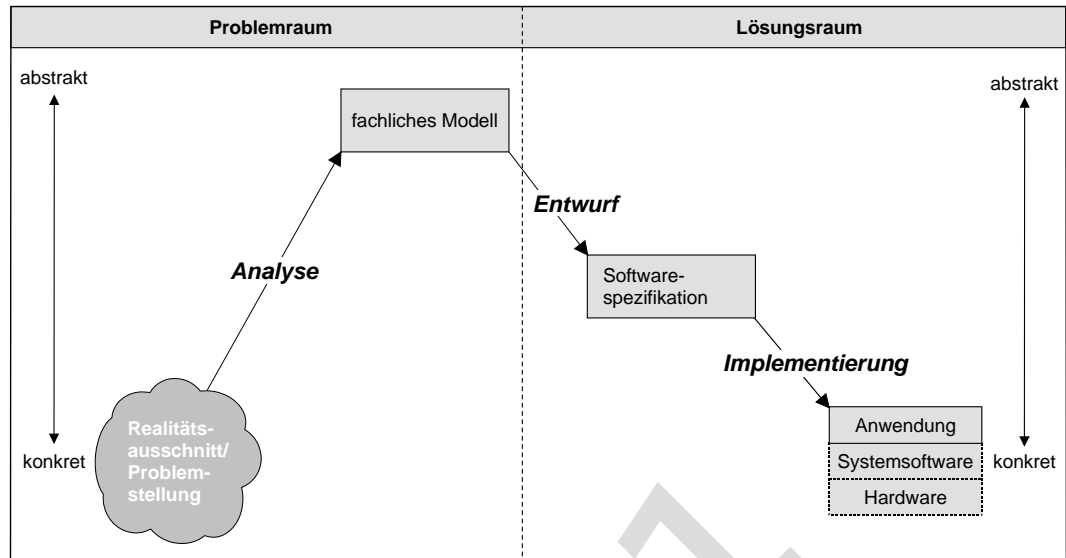 Problemraum
Lösungsraum
abstrakt
abstrakt
fachliches Modell
Entwurf
Analyse
Software-
spezifikation
Implementierung
Realitäts-
ausschnitt/
Problem-
stellung
Anwendung
konkret
Systemsoftware
konkret
Hardware